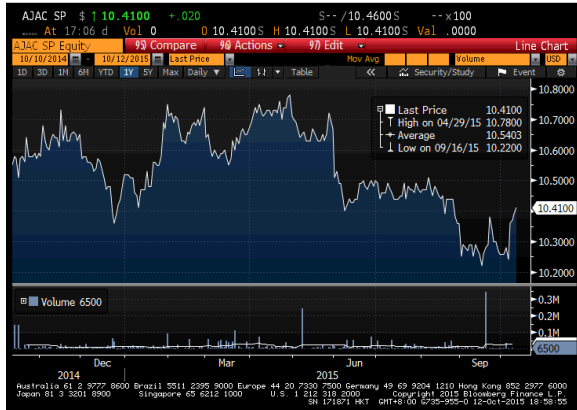 AJAC SP $ ↑ 10.4100 +.020 S-- / 10.4600 S -- x 100
At 17:06 d Vol 0 O 10.4100 S H 10.4100 S L 10.4100 S Val .0000
AJAC SP Equity 95) Compare 96) Actions 97) Edit Line Chart
10/10/2014 - 10/12/2015 Last Price Mov Avg Volume USD
1D 3D 1M 6M YTD 1Y 5Y Max Daily ▼ Table « Security/Study Event
10.8000
Last Price 10.4100
High on 04/29/15 10.7800
Average 10.5403
Low on 09/16/15 10.2200
10.7000
10.6000
10.5000
10.4100
10.3000
10.2000
Volume 6500
0.3M
0.2M
0.1M
6500
Dec Mar Jun Sep
2014 2015
Australia 61 2 9777 8600 Brazil 5511 2395 9000 Europe 44 20 7330 7500 Germany 49 69 9204 1210 Hong Kong 852 2977 6000
Japan 81 3 3201 8900 Singapore 65 6212 1000 U.S. 1 212 318 2000 Copyright 2015 Bloomberg Finance L.P.
SN 171871 HKT GMT+8:00 G735-955-0 12-Oct-2015 18:58:55